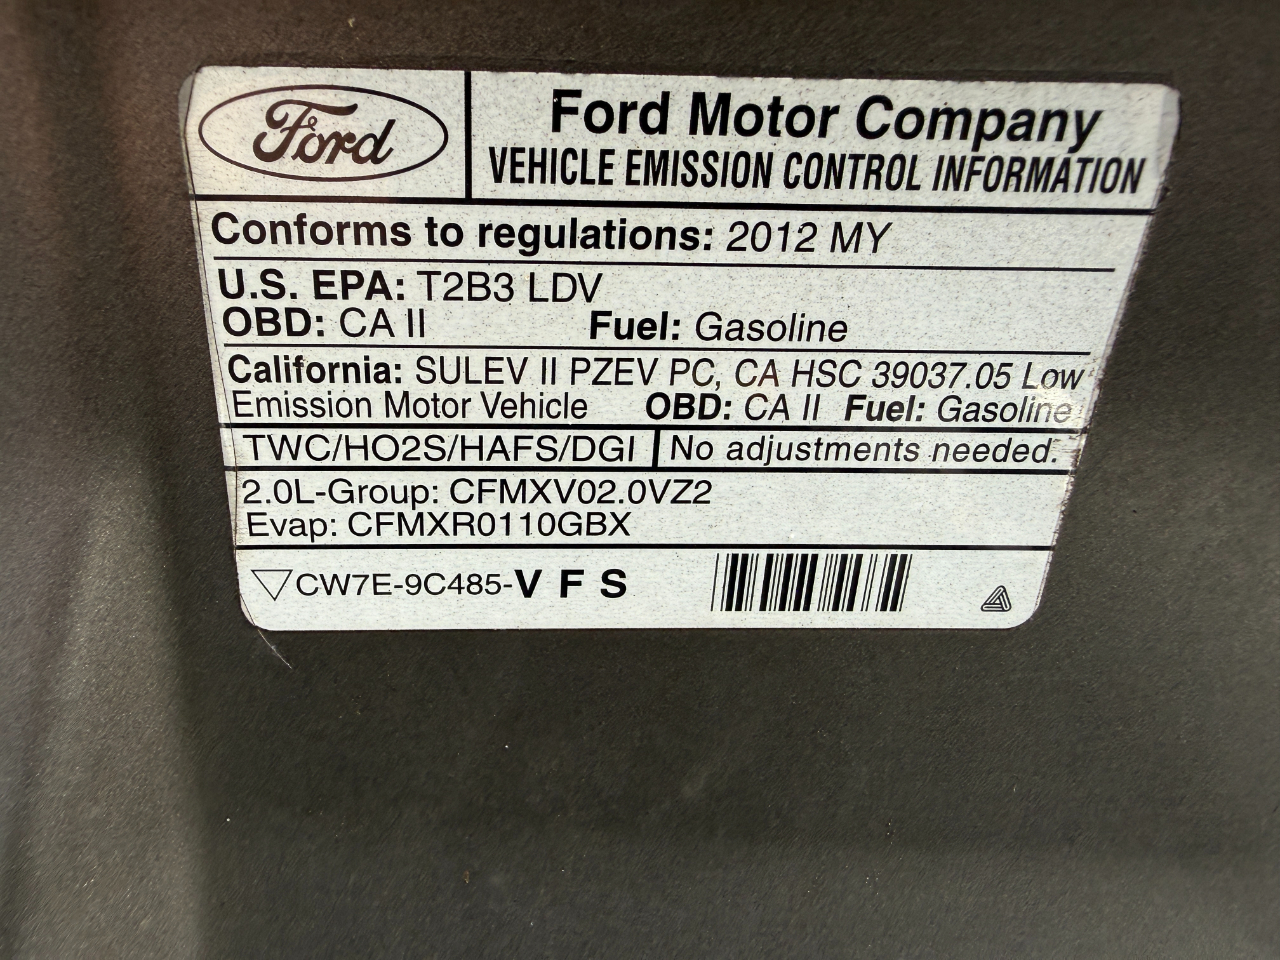 Ford
Ford Motor Company
VEHICLE EMISSION CONTROL INFORMATION
Conforms to regulations: 2012 MY
U.S. EPA: T2B3 LDV
OBD: CA II Fuel: Gasoline
California: SULEV II PZEV PC, CA HSC 39037.05 Low
Emission Motor Vehicle OBD: CA II Fuel: Gasoline
TWC/HO2S/HAFS/DGI No adjustments needed.
2.0L-Group: CFMXV02.0VZ2
Evap: CFMXR0110GBX
CW7E-9C485-V F S